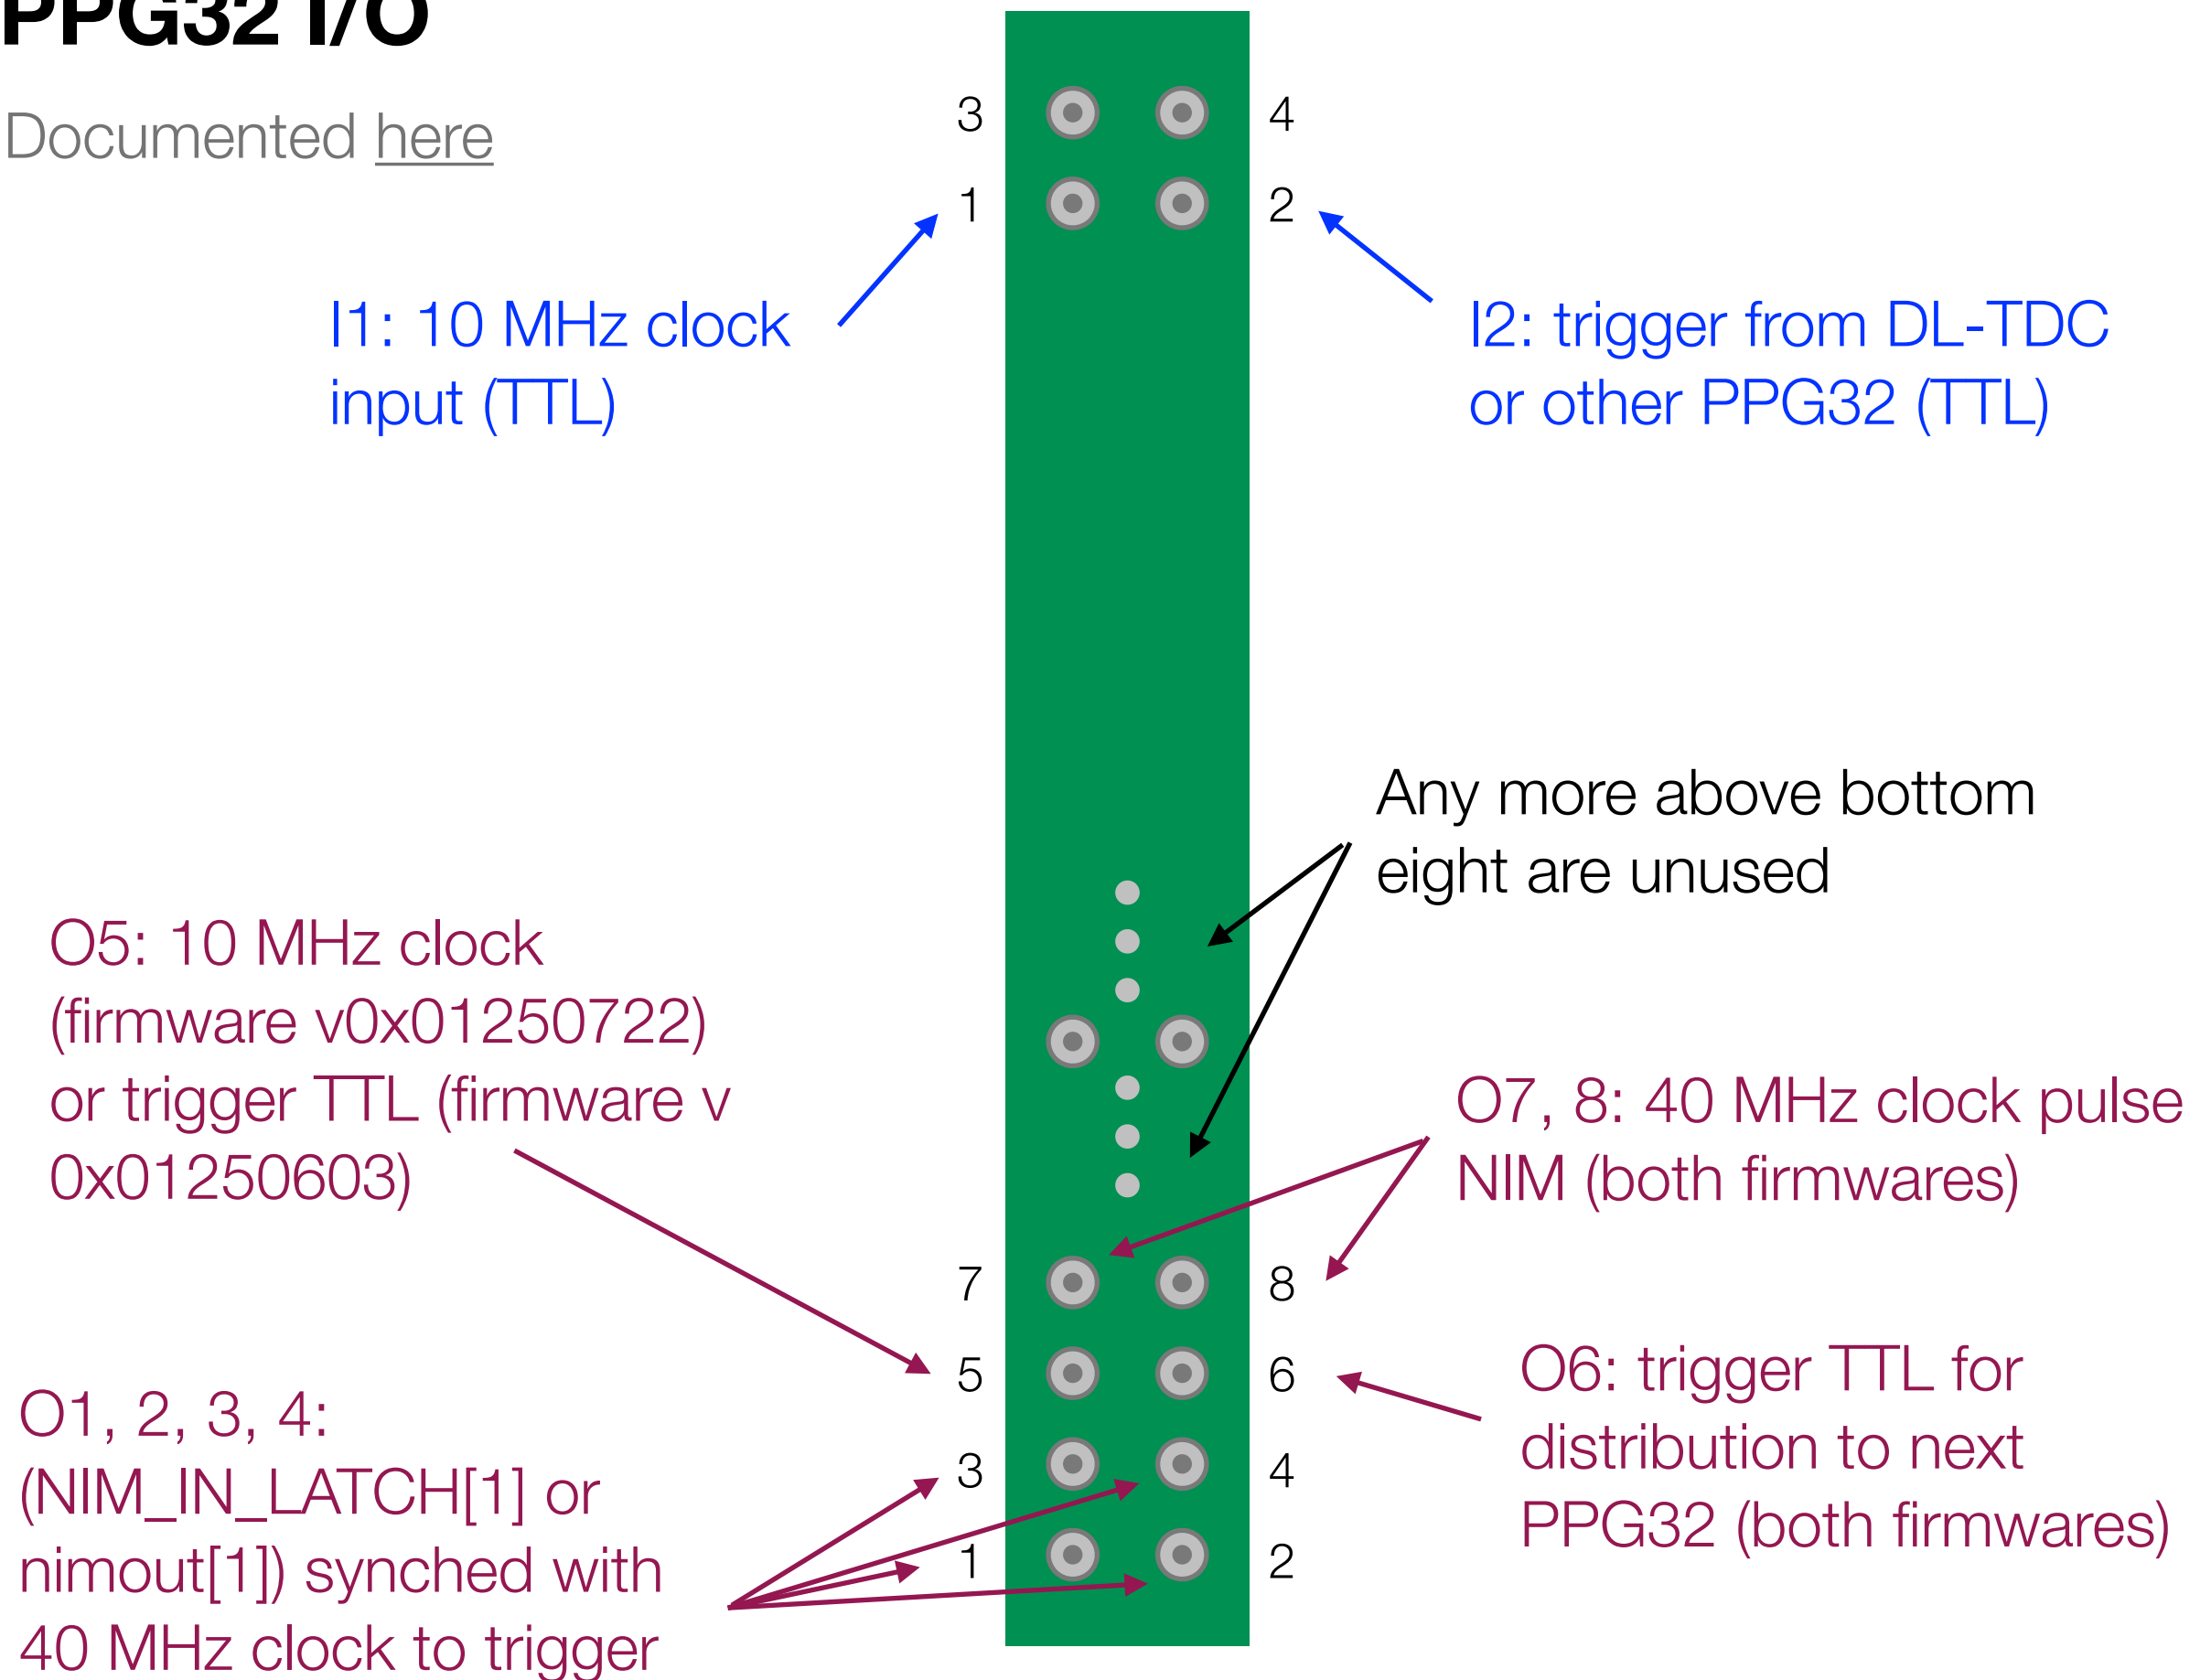 PPG32 I/O
Documented here
3
4
1
2
I1: 10 MHz clock
input (TTL)
I2: trigger from DL-TDC
or other PPG32 (TTL)
Any more above bottom
eight are unused
O5: 10 MHz clock
(firmware v0x01250722)
or trigger TTL (firmware v
0x01250603)
O7, 8: 40 MHz clock pulse
NIM (both firmwares)
7
8
5
6
O6: trigger TTL for
distribution to next
PPG32 (both firmwares)
3
4
1
2
O1, 2, 3, 4:
(NIM_IN_LATCH[1] or
nimout[1]) synched with
40 MHz clock to trigger